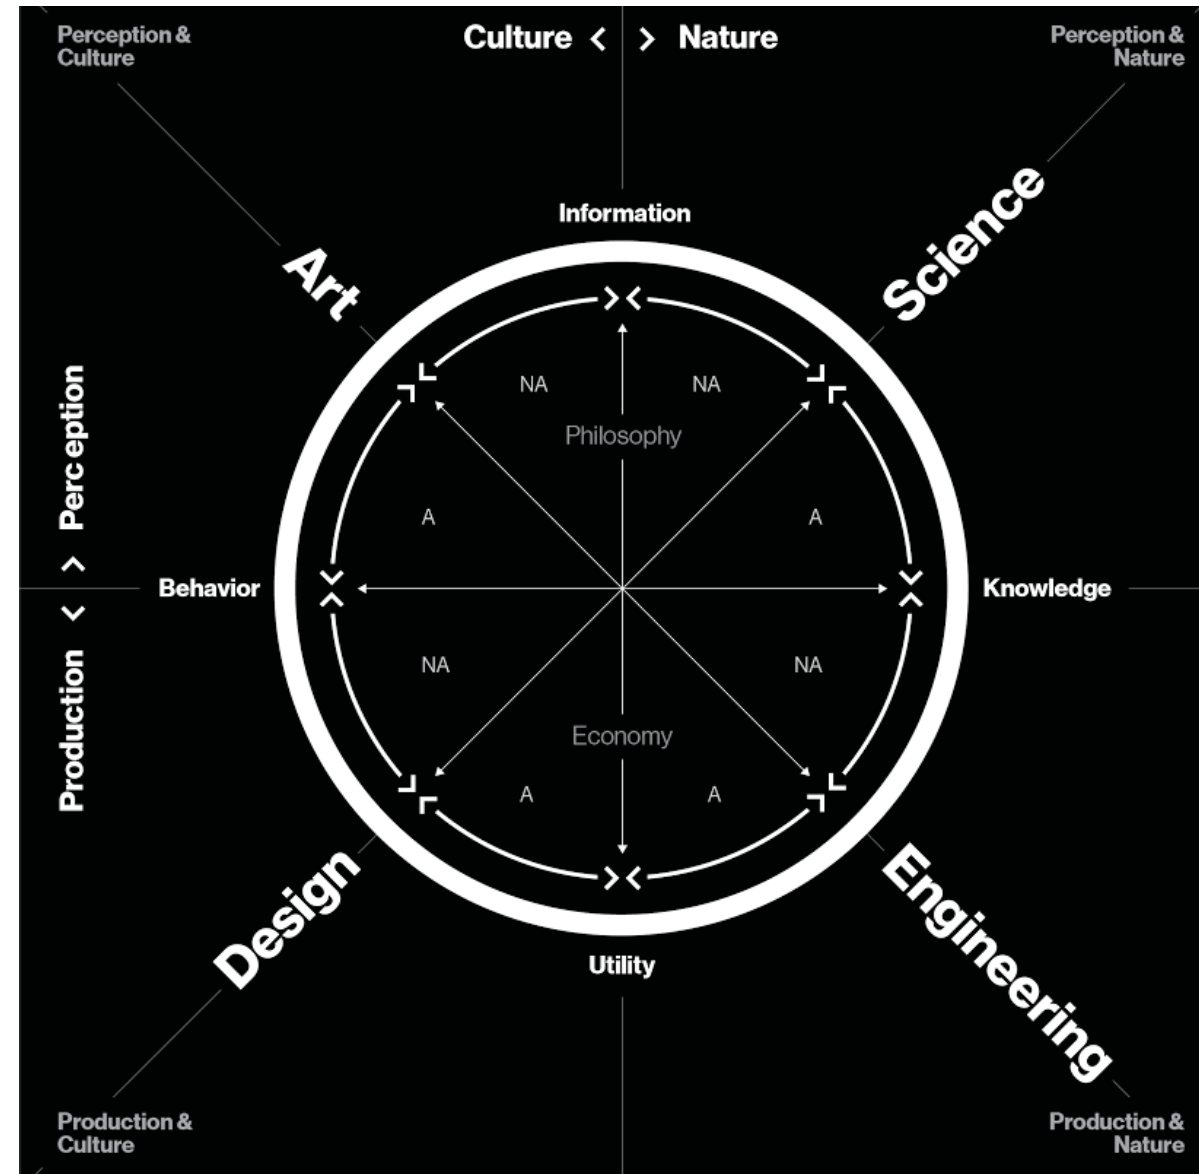 Perception &
Culture
Culture < > Nature
Perception &
Nature
Science
Information
Art
NA NA
Perception
Philosophy
A A
< >
Behavior Knowledge
Production
NA NA
Economy
A A
Design
Engineering
Utility
Production &
Culture
Production &
Nature